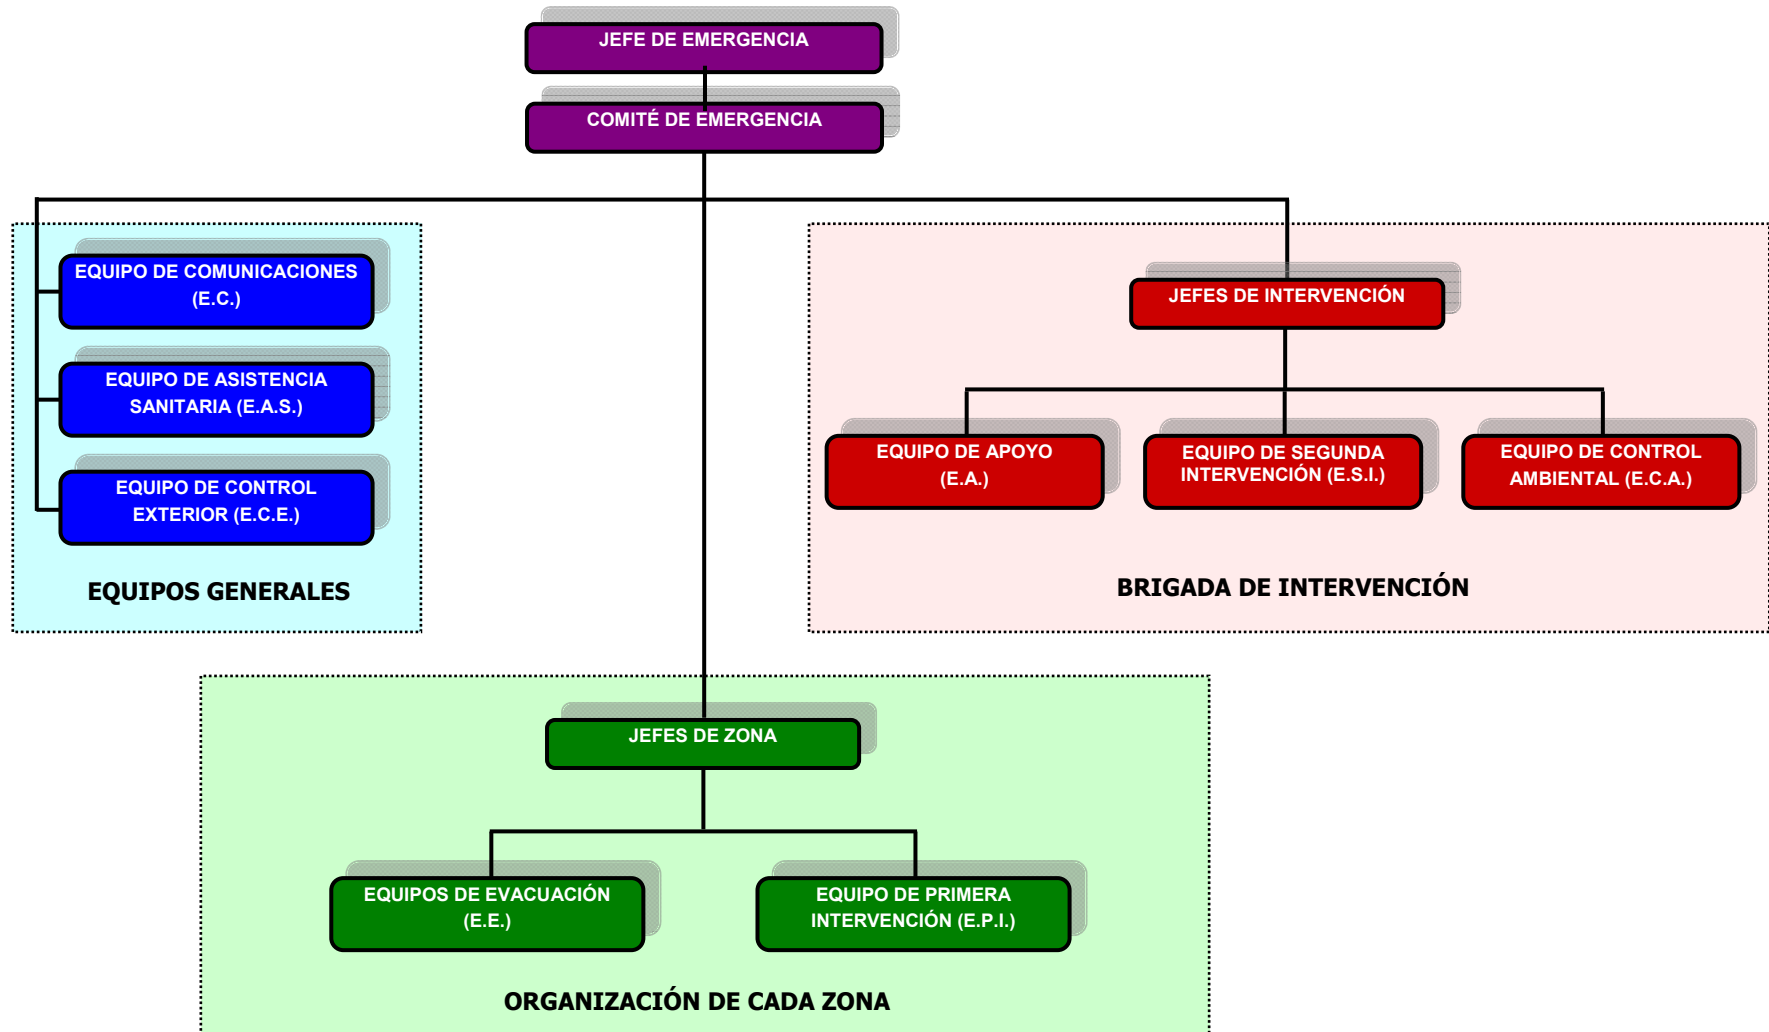 JEFE DE EMERGENCIA
COMITÉ DE EMERGENCIA
EQUIPO DE COMUNICACIONES
(E.C.)
EQUIPO DE ASISTENCIA
SANITARIA (E.A.S.)
EQUIPO DE CONTROL
EXTERIOR (E.C.E.)
EQUIPOS GENERALES
JEFES DE INTERVENCIÓN
EQUIPO DE APOYO
(E.A.)
EQUIPO DE SEGUNDA
INTERVENCIÓN (E.S.I.)
EQUIPO DE CONTROL
AMBIENTAL (E.C.A.)
BRIGADA DE INTERVENCIÓN
JEFES DE ZONA
EQUIPOS DE EVACUACIÓN
(E.E.)
EQUIPO DE PRIMERA
INTERVENCIÓN (E.P.I.)
ORGANIZACIÓN DE CADA ZONA